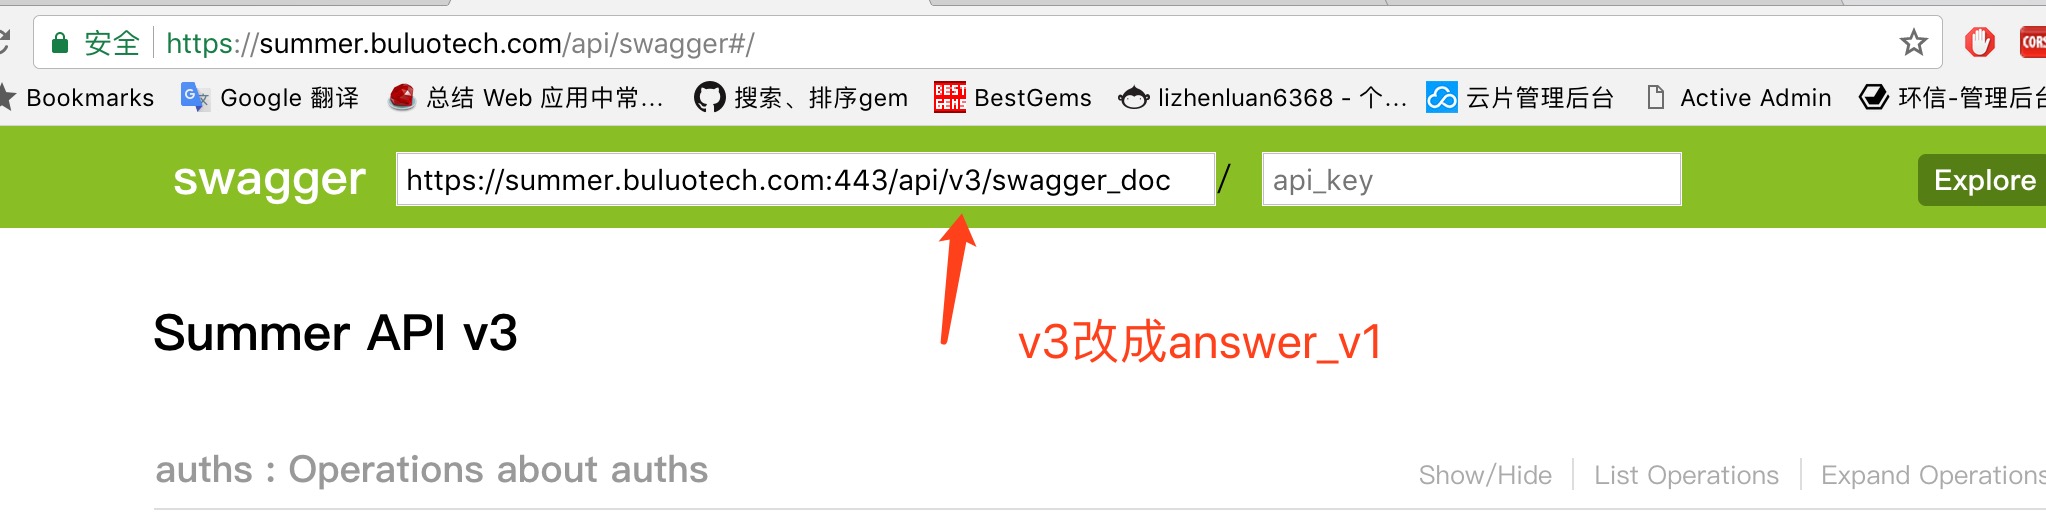 安全 https://summer.buluotech.com/api/swagger#/
Bookmarks Google 翻译 总结 Web 应用中常... 搜索、排序gem BEST GEMS BestGems lizhenluan6368 - 个... 云片管理后台 Active Admin 环信-管理后台
swagger https://summer.buluotech.com:443/api/v3/swagger_doc / api_key Explore
Summer API v3
v3改成answer_v1
auths : Operations about auths
Show/Hide List Operations Expand Operations